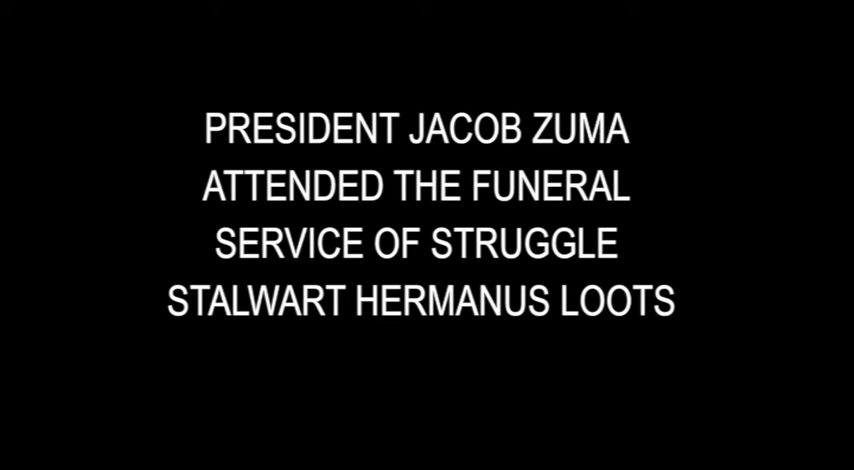 PRESIDENT JACOB ZUMA
ATTENDED THE FUNERAL
SERVICE OF STRUGGLE
STALWART HERMANUS LOOTS